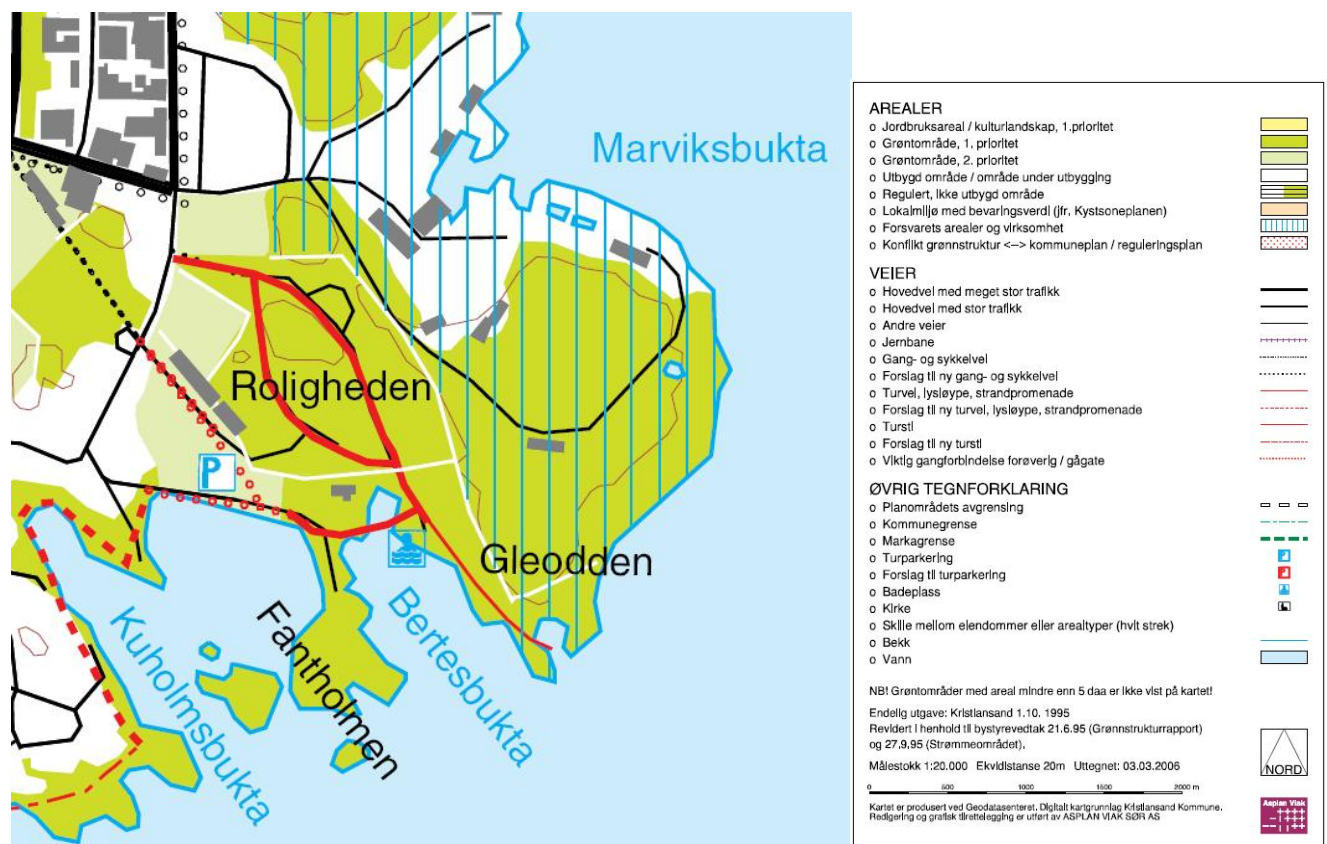 Marviksbukta
Roligheden
P
Gleodden
Bertesbukta
Fantholmen
Kuholmsbukta
AREALER
o Jordbruksareal / kulturlandskap, 1.prioritet
o Grøntområde, 1. prioritet
o Grøntområde, 2. prioritet
o Utbygd område / område under utbygging
o Regulert, ikke utbygd område
o Lokalmiljø med bevaringsverdi (jfr. Kystsoneplanen)
o Forsvarets arealer og virksomhet
o Konflikt grønnstruktur <--> kommuneplan / reguleringsplan
VEIER
o Hovedvei med meget stor trafikk
o Hovedvei med stor trafikk
o Andre veier
o Jernbane
o Gang- og sykkelvei
o Forslag til ny gang- og sykkelvei
o Turvei, lysløype, strandpromenade
o Forslag til ny turvei, lysløype, strandpromenade
o Tursti
o Forslag til ny tursti
o Viktig gangforbindelse forøverig / gågate
ØVRIG TEGNFORKLARING
o Planområdets avgrensing
o Kommunegrense
o Markagrense
o Turparkering
o Forslag til turparkering
o Badeplass
o Kirke
o Skille mellom eiendommer eller arealtyper (hvit strek)
o Bekk
o Vann
NB! Grøntområder med areal mindre enn 5 daa er ikke vist på kartet!
Endelig utgave: Kristiansand 1.10. 1995
Revidert i henhold til bystyrevedtak 21.6.95 (Grønnstrukturrapport)
og 27.9.95 (Strømmeområdet),
Målestokk 1:20.000 Ekvidistanse 20m Uttegnet: 03.03.2006
0 500 1000 1500 2000 m
Kartet er produsert ved Geodatasenteret. Digitalt kartgrunnlag Kristiansand Kommune.
Redigering og grafisk tilrettelegging er utført av ASPLAN VIAK SØR AS
NORD
Asplan Viak